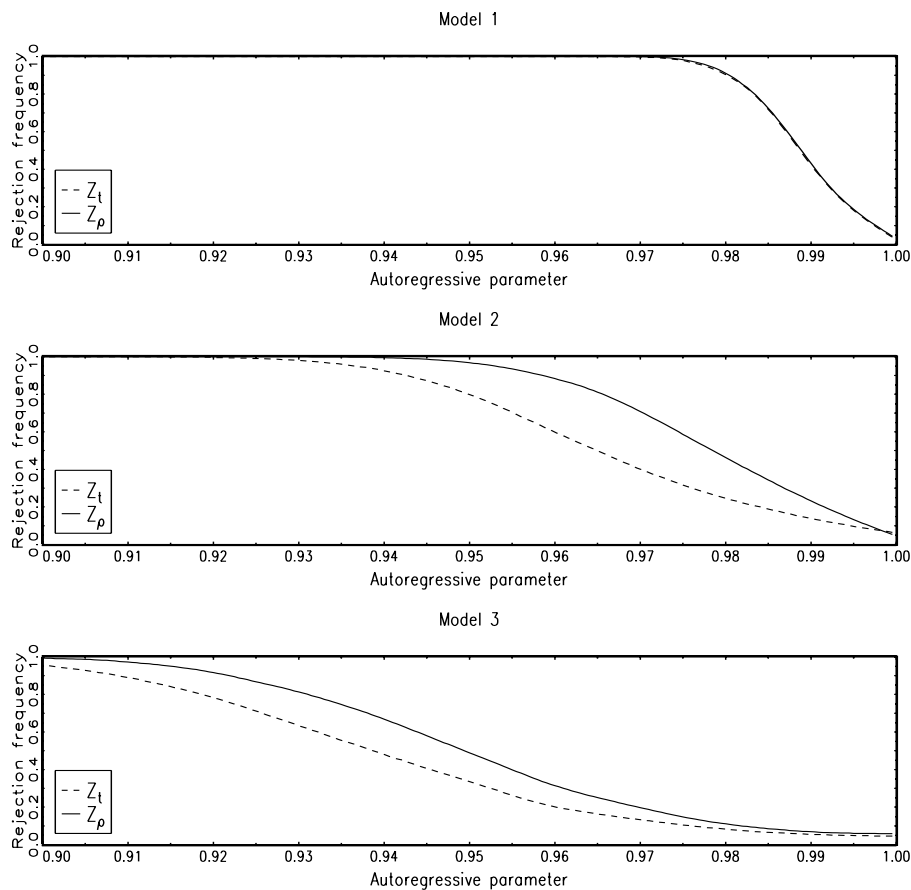 Model 1
Rejection frequency
0.0 0.2 0.4 0.6 0.8 1.0
Z_t
Z_ρ
0.90 0.91 0.92 0.93 0.94 0.95 0.96 0.97 0.98 0.99 1.00
Autoregressive parameter
Model 2
Rejection frequency
0.0 0.2 0.4 0.6 0.8 1.0
Z_t
Z_ρ
0.90 0.91 0.92 0.93 0.94 0.95 0.96 0.97 0.98 0.99 1.00
Autoregressive parameter
Model 3
Rejection frequency
0.0 0.2 0.4 0.6 0.8 1.0
Z_t
Z_ρ
0.90 0.91 0.92 0.93 0.94 0.95 0.96 0.97 0.98 0.99 1.00
Autoregressive parameter